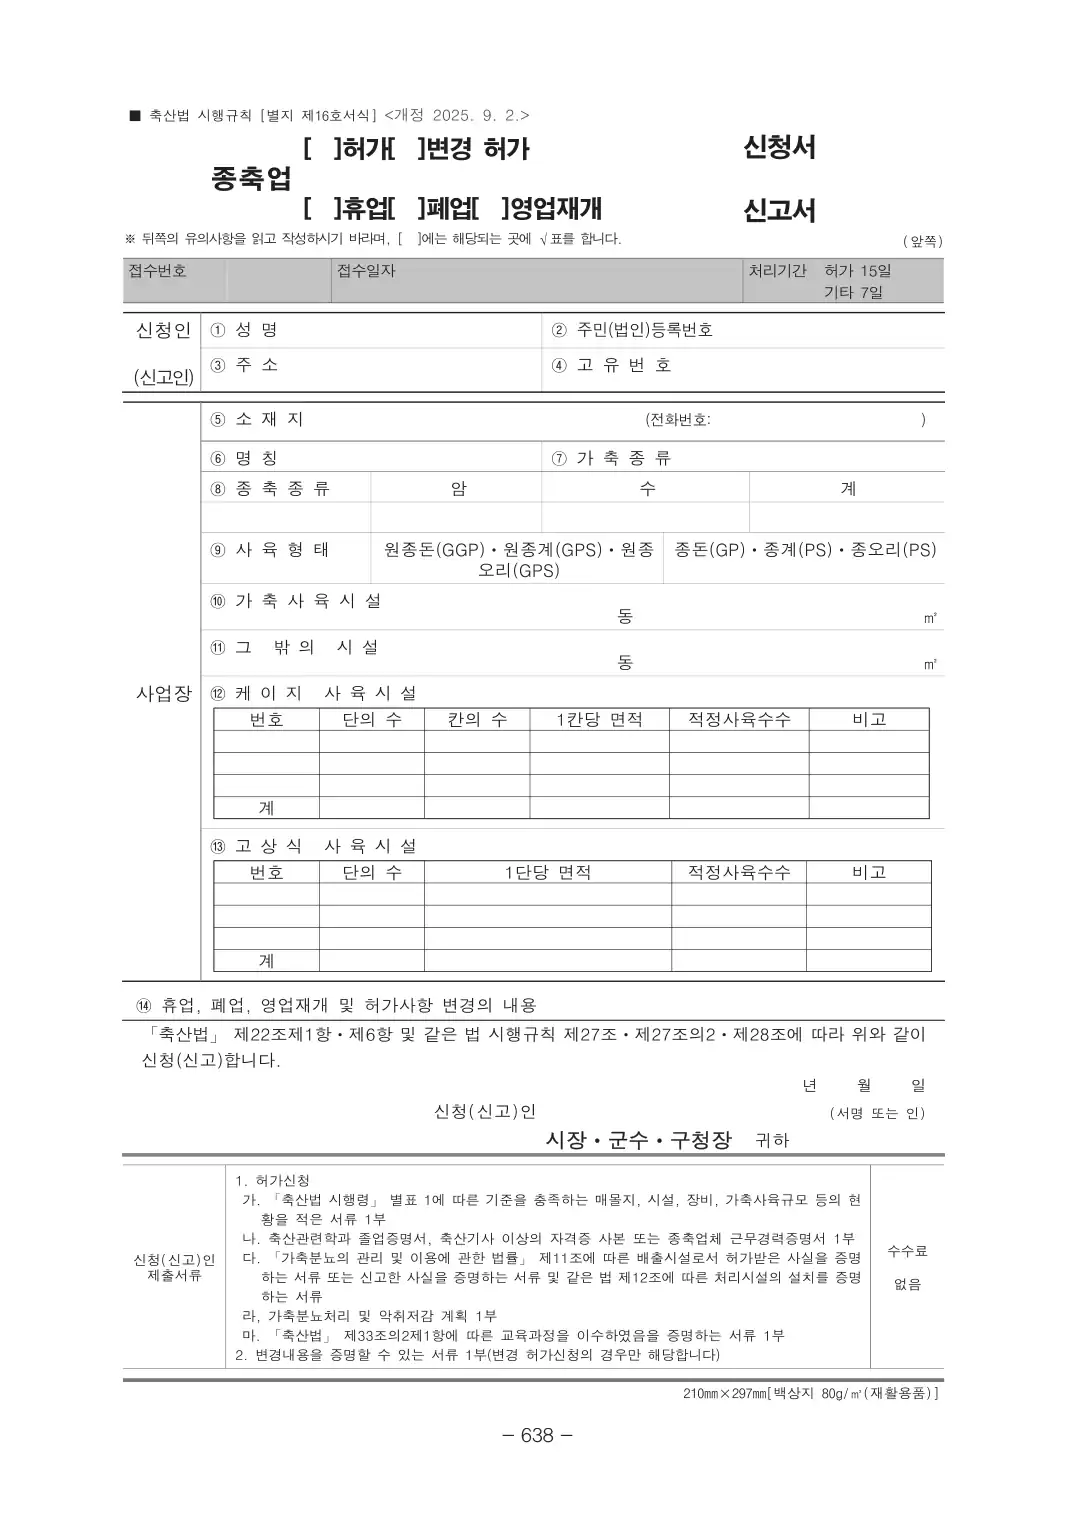 ■ 축산법 시행규칙 [별지 제16호서식] <개정 2025. 9. 2.>
[ ]허가[ ]변경 허가 신청서
종축업
[ ]휴업[ ]폐업[ ]영업재개 신고서
※ 뒤쪽의 유의사항을 읽고 작성하시기 바라며, [ ]에는 해당되는 곳에 √표를 합니다. (앞쪽)
접수번호 접수일자 처리기간 허가 15일
기타 7일
신청인 ① 성 명 ② 주민(법인)등록번호
(신고인) ③ 주 소 ④ 고 유 번 호
⑤ 소 재 지 (전화번호: )
⑥ 명 칭 ⑦ 가 축 종 류
⑧ 종 축 종 류 암 수 계
⑨ 사 육 형 태 원종돈(GGP)・원종계(GPS)・원종 종돈(GP)・종계(PS)・종오리(PS)
오리(GPS)
⑩ 가 축 사 육 시 설
동 ㎡
⑪ 그 밖 의 시 설
동 ㎡
사업장 ⑫ 케 이 지 사 육 시 설
번호 단의 수 칸의 수 1칸당 면적 적정사육수수 비고
계
⑬ 고 상 식 사 육 시 설
번호 단의 수 1단당 면적 적정사육수수 비고
계
⑭ 휴업, 폐업, 영업재개 및 허가사항 변경의 내용
「축산법」 제22조제1항・제6항 및 같은 법 시행규칙 제27조・제27조의2・제28조에 따라 위와 같이
신청(신고)합니다.
년 월 일
신청(신고)인 (서명 또는 인)
시장・군수・구청장 귀하
1. 허가신청
가. 「축산법 시행령」 별표 1에 따른 기준을 충족하는 매몰지, 시설, 장비, 가축사육규모 등의 현
황을 적은 서류 1부
나. 축산관련학과 졸업증명서, 축산기사 이상의 자격증 사본 또는 종축업체 근무경력증명서 1부
신청(신고)인
제출서류
다. 「가축분뇨의 관리 및 이용에 관한 법률」 제11조에 따른 배출시설로서 허가받은 사실을 증명
하는 서류 또는 신고한 사실을 증명하는 서류 및 같은 법 제12조에 따른 처리시설의 설치를 증명
하는 서류
라, 가축분뇨처리 및 악취저감 계획 1부
마. 「축산법」 제33조의2제1항에 따른 교육과정을 이수하였음을 증명하는 서류 1부
2. 변경내용을 증명할 수 있는 서류 1부(변경 허가신청의 경우만 해당합니다)
수수료
없음
210㎜×297㎜[백상지 80g/㎡(재활용품)]
- 638 -